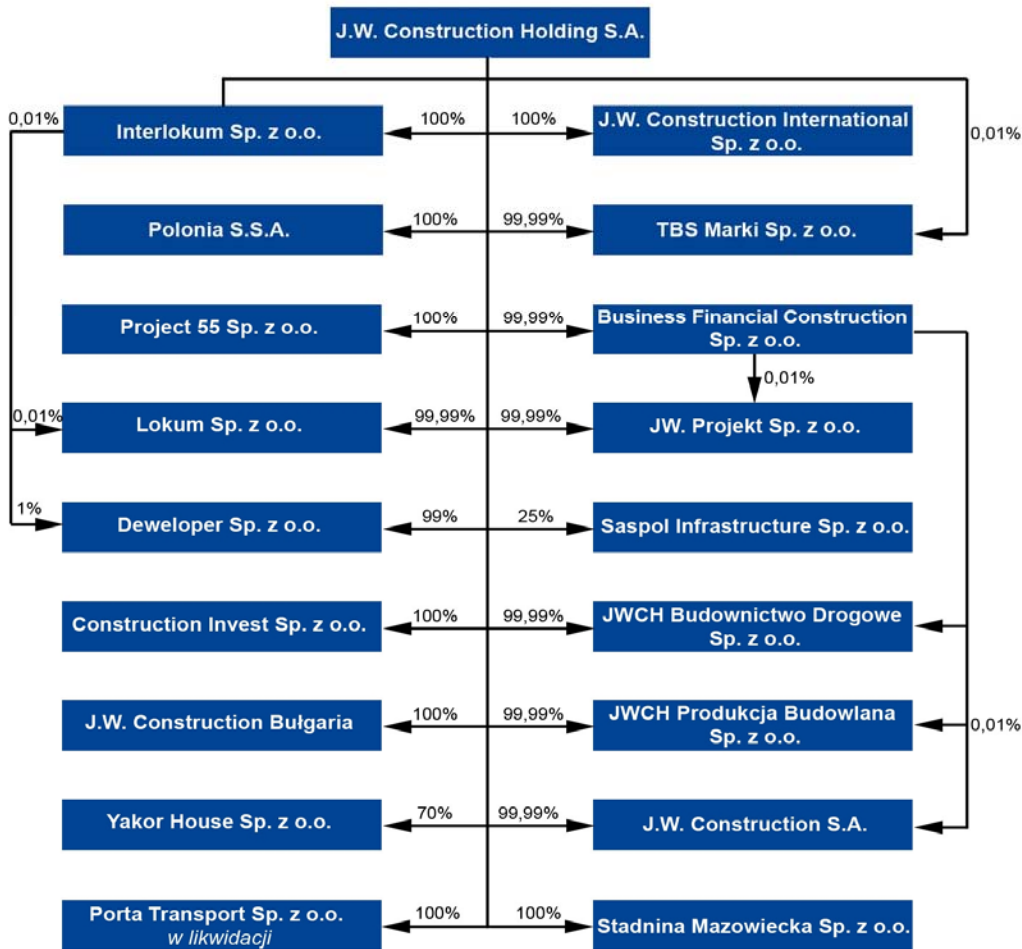 J.W. Construction Holding S.A.
0,01%
Interlokum Sp. z o.o.
100%
100%
J.W. Construction International
Sp. z o.o.
0,01%
Polonia S.S.A.
100%
99,99%
TBS Marki Sp. z o.o.
Project 55 Sp. z o.o.
100%
99,99%
Business Financial Construction
Sp. z o.o.
0,01%
0,01%
Lokum Sp. z o.o.
99,99%
99,99%
JW. Projekt Sp. z o.o.
1%
Deweloper Sp. z o.o.
99%
25%
Saspol Infrastructure Sp. z o.o.
Construction Invest Sp. z o.o.
100%
99,99%
JWCH Budownictwo Drogowe
Sp. z o.o.
J.W. Construction Bułgaria
100%
99,99%
JWCH Produkcja Budowlana
Sp. z o.o.
0,01%
Yakor House Sp. z o.o.
70%
99,99%
J.W. Construction S.A.
Porta Transport Sp. z o.o.
w likwidacji
100%
100%
Stadnina Mazowiecka Sp. z o.o.